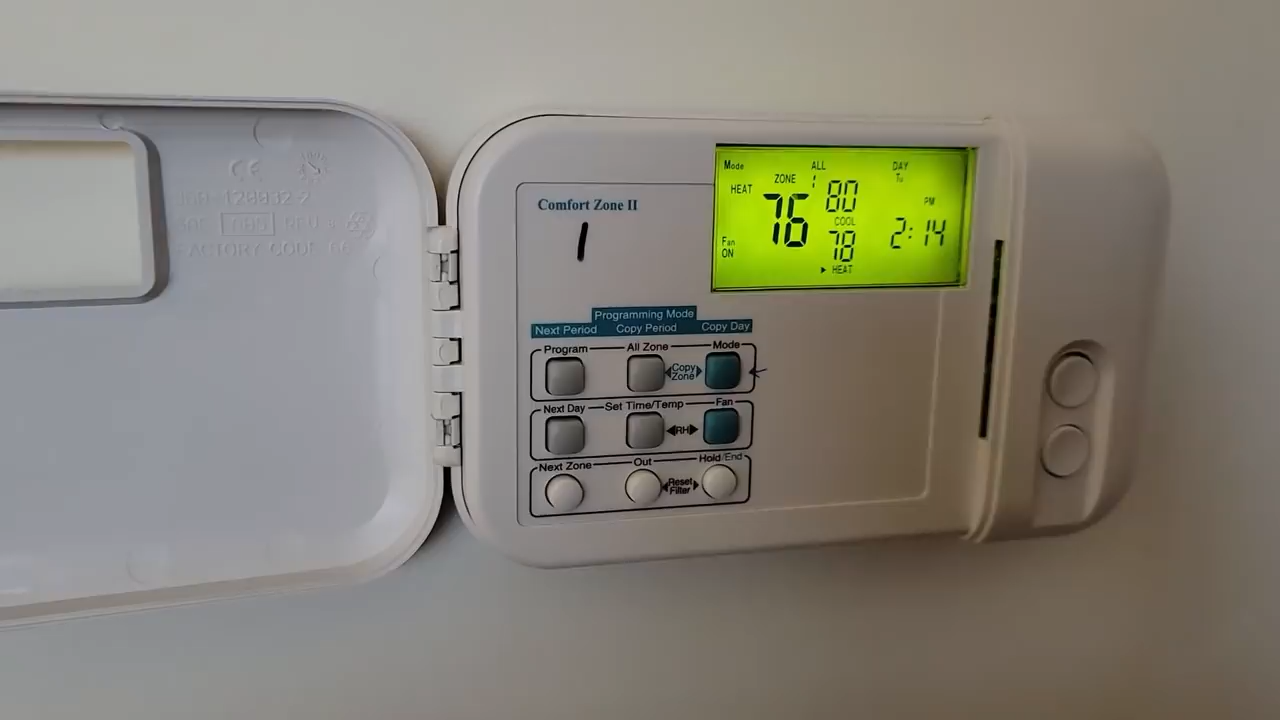 Comfort Zone II
1
Mode ALL DAY
ZONE 1 Tu
HEAT 76 80 PM
COOL 2:14
Fan 78
ON ▶ HEAT
Programming Mode
Next Period Copy Period Copy Day
Program All Zone Mode
◀Copy Zone▶
Next Day Set Time/Temp Fan
◀RH▶
Next Zone Out Hold/End
◀Reset Filter▶
CE
FACTORY CODE 66